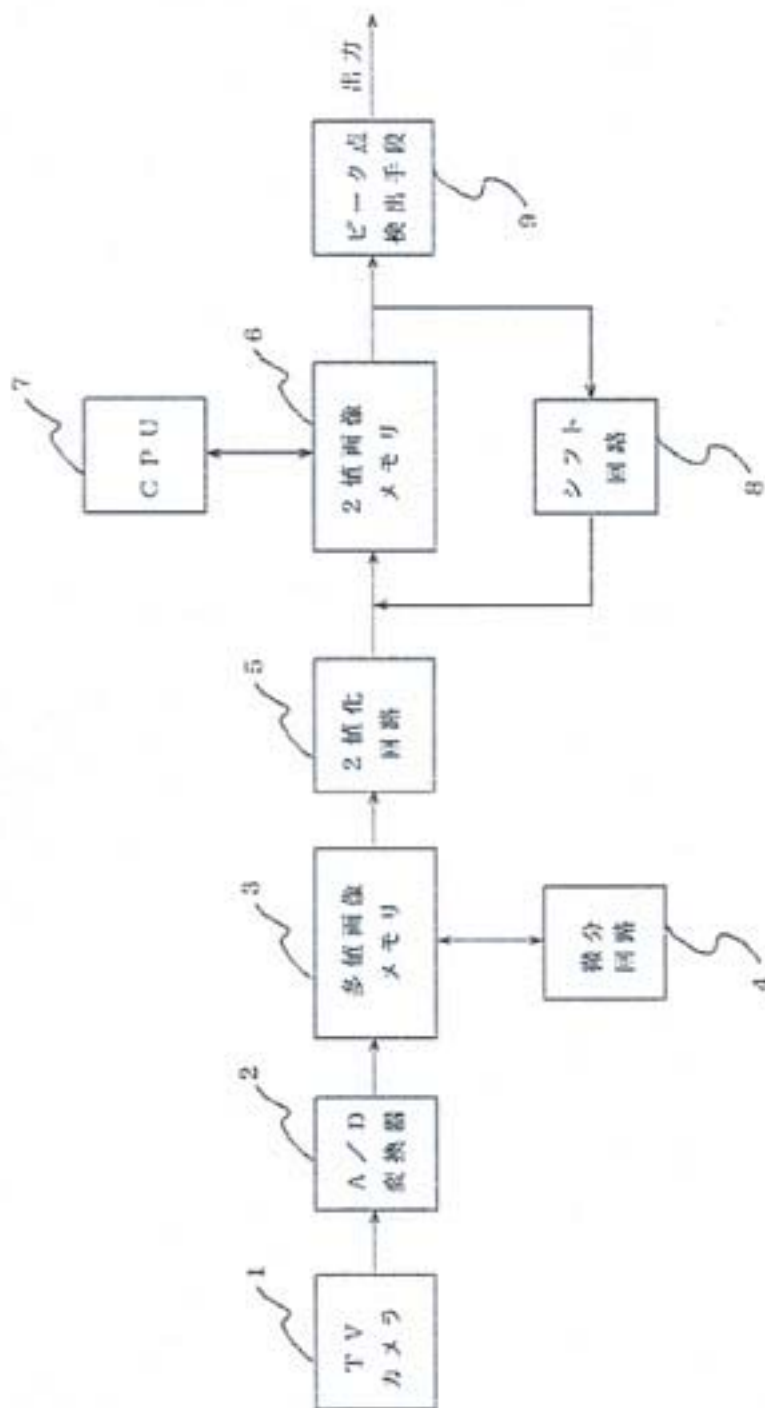 1
TV
カメラ
2
A/D
変換器
3
多値画像
メモリ
4
微分
回路
5
2値化
回路
6
2値画像
メモリ
7
CPU
8
シフト
回路
9
ピーク点
検出手段
出力